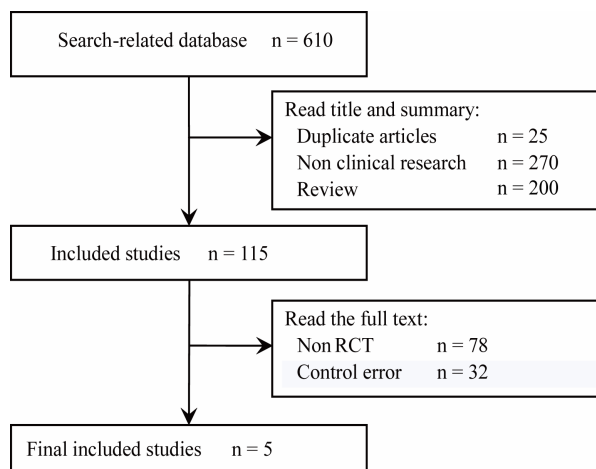 Search-related database n = 610
Read title and summary:
Duplicate articles n = 25
Non clinical research n = 270
Review n = 200
Included studies n = 115
Read the full text:
Non RCT n = 78
Control error n = 32
Final included studies n = 5